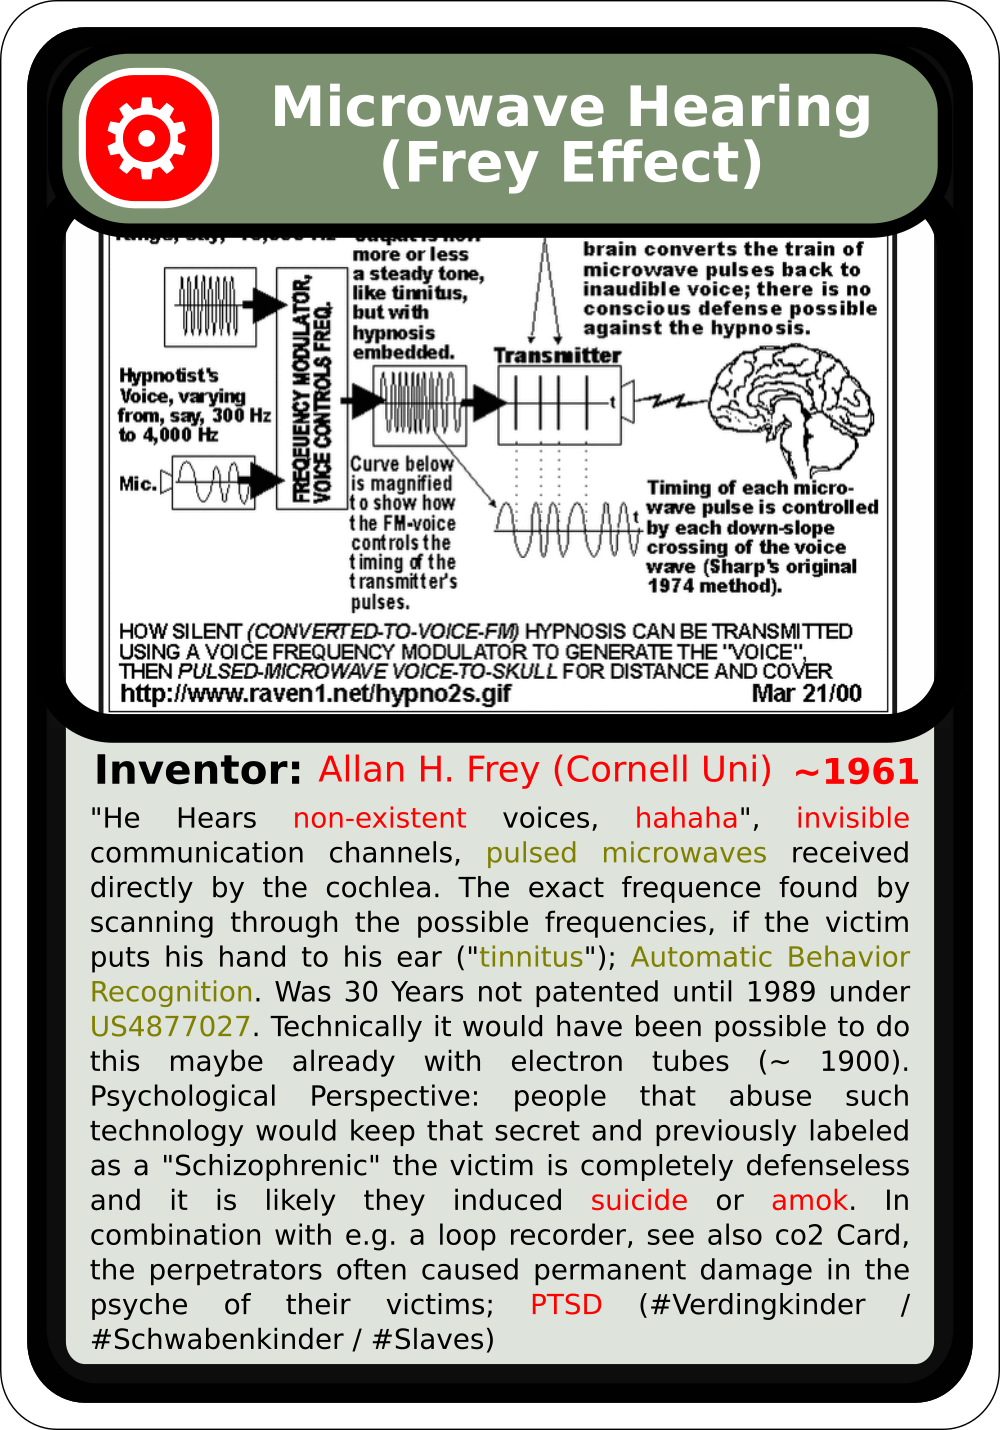 Microwave Hearing
(Frey Effect)
more or less
a steady tone,
like tinnitus,
but with
hypnosis
embedded.
brain converts the train of
microwave pulses back to
inaudible voice; there is no
conscious defense possible
against the hypnosis.
FREQEUENCY MODULATOR,
VOICE CONTROLS FREQ.
Transmitter
t
Hypnotist's
Voice, varying
from, say, 300 Hz
to 4,000 Hz
Mic.
Curve below
is magnified
to show how
the FM-voice
controls the
timing of the
transmitter's
pulses.
t
Timing of each micro-
wave pulse is controlled
by each down-slope
crossing of the voice
wave (Sharp's original
1974 method).
HOW SILENT (CONVERTED-TO-VOICE-FM) HYPNOSIS CAN BE TRANSMITTED
USING A VOICE FREQUENCY MODULATOR TO GENERATE THE "VOICE",
THEN PULSED-MICROWAVE VOICE-TO-SKULL FOR DISTANCE AND COVER
http://www.raven1.net/hypno2s.gif Mar 21/00
Inventor: Allan H. Frey (Cornell Uni) ~1961
"He Hears non-existent voices, hahaha", invisible
communication channels, pulsed microwaves received
directly by the cochlea. The exact frequence found by
scanning through the possible frequencies, if the victim
puts his hand to his ear ("tinnitus"); Automatic Behavior
Recognition. Was 30 Years not patented until 1989 under
US4877027. Technically it would have been possible to do
this maybe already with electron tubes (~ 1900).
Psychological Perspective: people that abuse such
technology would keep that secret and previously labeled
as a "Schizophrenic" the victim is completely defenseless
and it is likely they induced suicide or amok. In
combination with e.g. a loop recorder, see also co2 Card,
the perpetrators often caused permanent damage in the
psyche of their victims; PTSD (#Verdingkinder /
#Schwabenkinder / #Slaves)